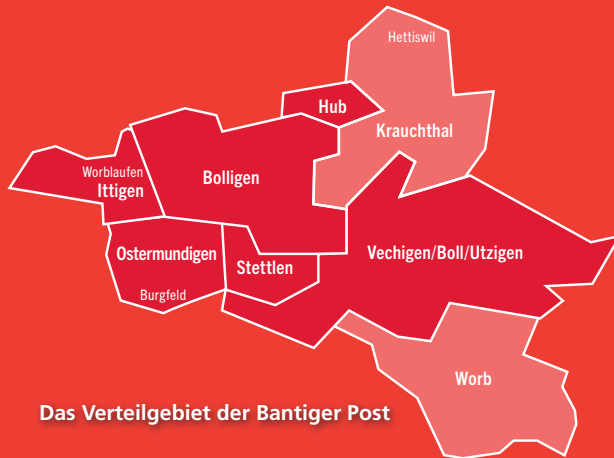 Hettiswil
Hub
Krauchthal
Worblaufen
Ittigen
Bolligen
Ostermundigen
Stettlen
Vechigen/Boll/Utzigen
Burgfeld
Worb
Das Verteilgebiet der Bantiger Post